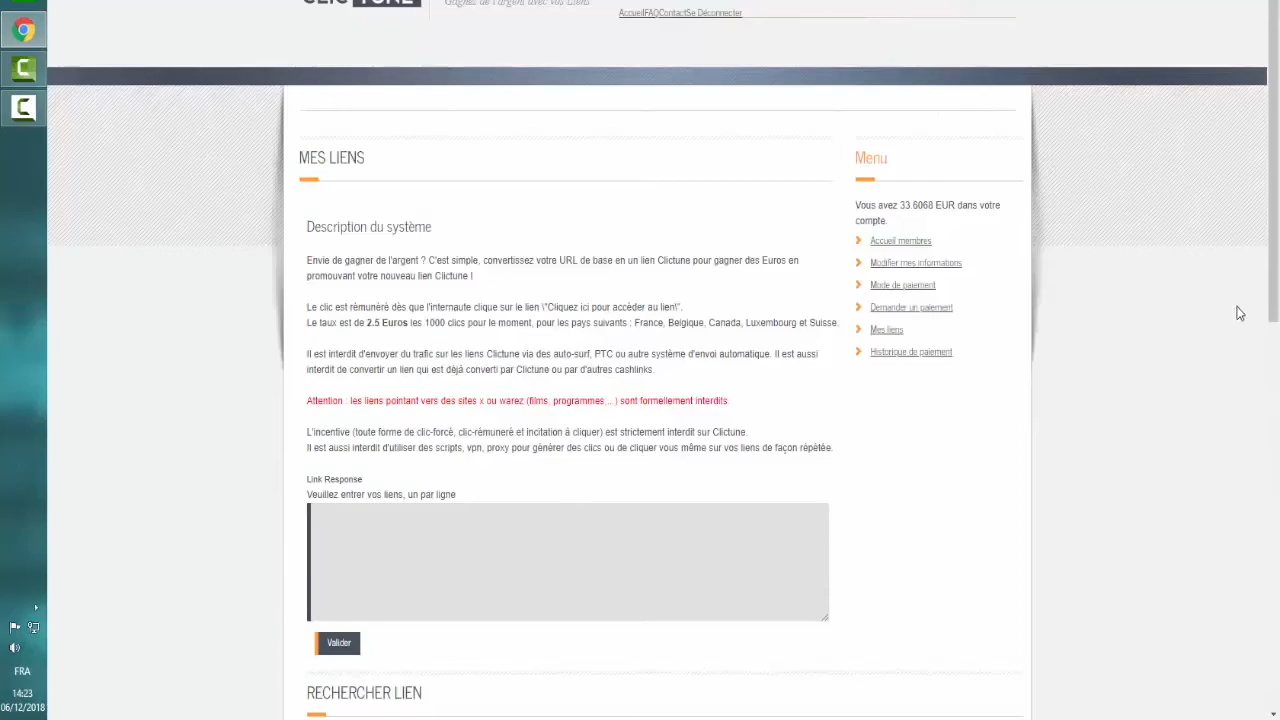 CLIC TUNE
Gagnez de l'argent avec vos Liens
AccueilFAQContactSe Déconnecter
MES LIENS
Description du système
Envie de gagner de l'argent ? C'est simple, convertissez votre URL de base en un lien Clictune pour gagner des Euros en
promouvant votre nouveau lien Clictune !
Le clic est rémunéré dès que l'internaute clique sur le lien \"Cliquez ici pour accéder au lien\".
Le taux est de 2.5 Euros les 1000 clics pour le moment, pour les pays suivants : France, Belgique, Canada, Luxembourg et Suisse.
Il est interdit d'envoyer du trafic sur les liens Clictune via des auto-surf, PTC ou autre système d'envoi automatique. Il est aussi
interdit de convertir un lien qui est déjà converti par Clictune ou par d'autres cashlinks.
Attention : les liens pointant vers des sites x ou warez (films, programmes,...) sont formellement interdits.
L'incentive (toute forme de clic-forcé, clic-rémunéré et incitation à cliquer) est strictement interdit sur Clictune.
Il est aussi interdit d'utiliser des scripts, vpn, proxy pour générer des clics ou de cliquer vous même sur vos liens de façon répétée.
Link Response
Veuillez entrer vos liens, un par ligne
Valider
RECHERCHER LIEN
Menu
Vous avez 33.6068 EUR dans votre
compte.
Accueil membres
Modifier mes informations
Mode de paiement
Demander un paiement
Mes liens
Historique de paiement
FRA
14:23
06/12/2018